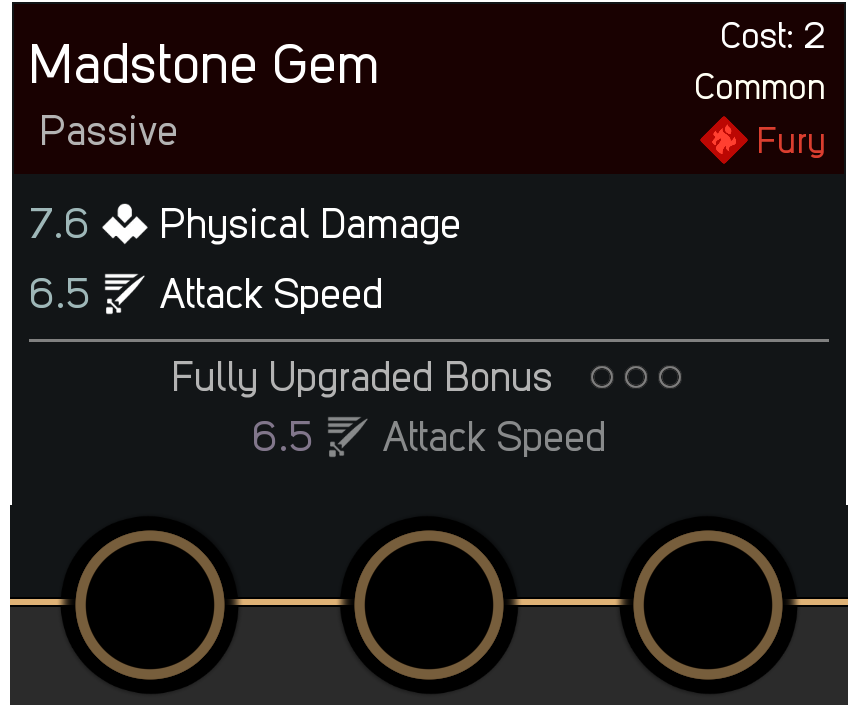 Madstone Gem
Cost: 2
Common
Passive
Fury
7.6 Physical Damage
6.5 Attack Speed
Fully Upgraded Bonus
6.5 Attack Speed